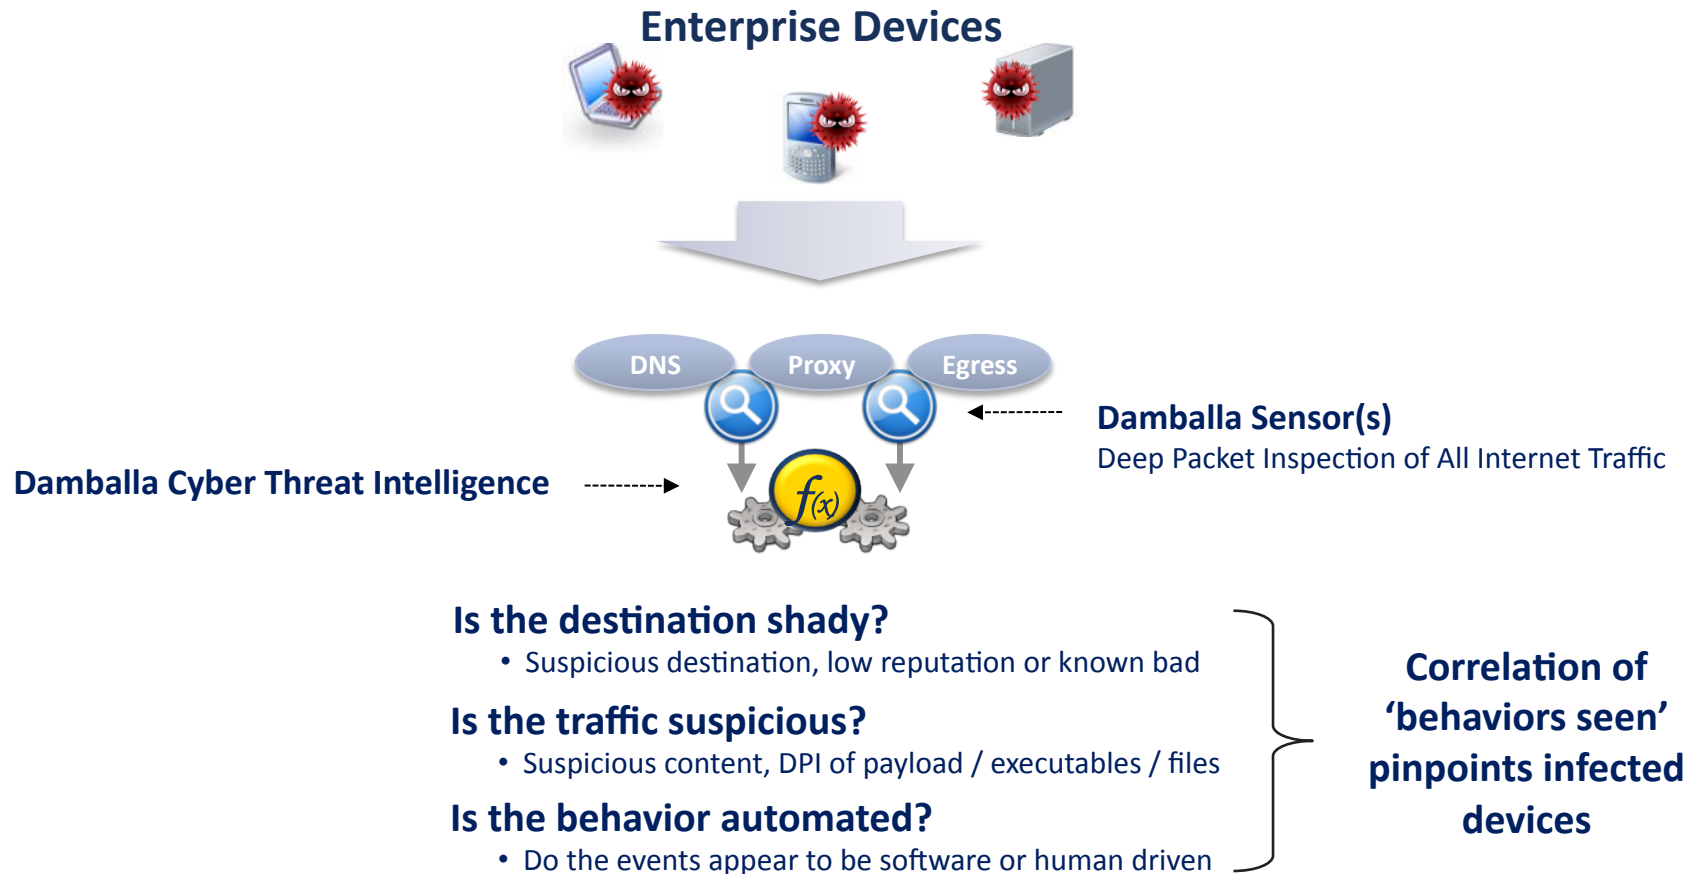 Enterprise Devices
DNS
Proxy
Egress
Damballa Sensor(s)
Deep Packet Inspection of All Internet Traffic
Damballa Cyber Threat Intelligence
f(x)
Is the destination shady?
• Suspicious destination, low reputation or known bad
Is the traffic suspicious?
• Suspicious content, DPI of payload / executables / files
Is the behavior automated?
• Do the events appear to be software or human driven
Correlation of
‘behaviors seen’
pinpoints infected
devices